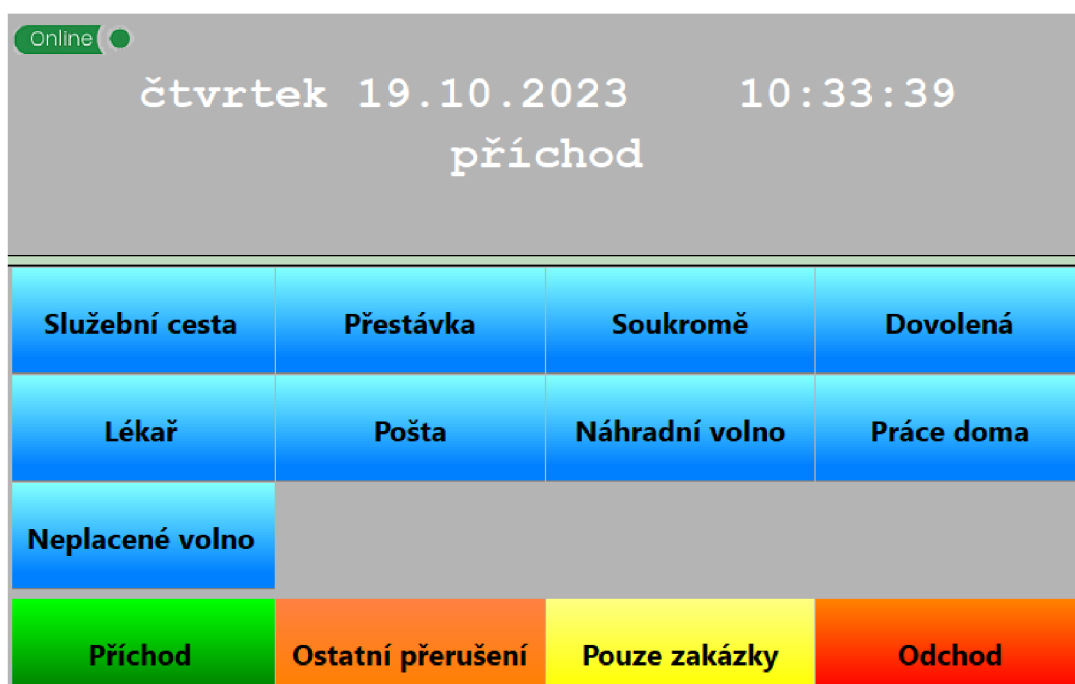 Online
čtvrtek 19.10.2023 10:33:39
příchod
Služební cesta Přestávka Soukromě Dovolená
Lékař Pošta Náhradní volno Práce doma
Neplacené volno
Příchod Ostatní přerušení Pouze zakázky Odchod